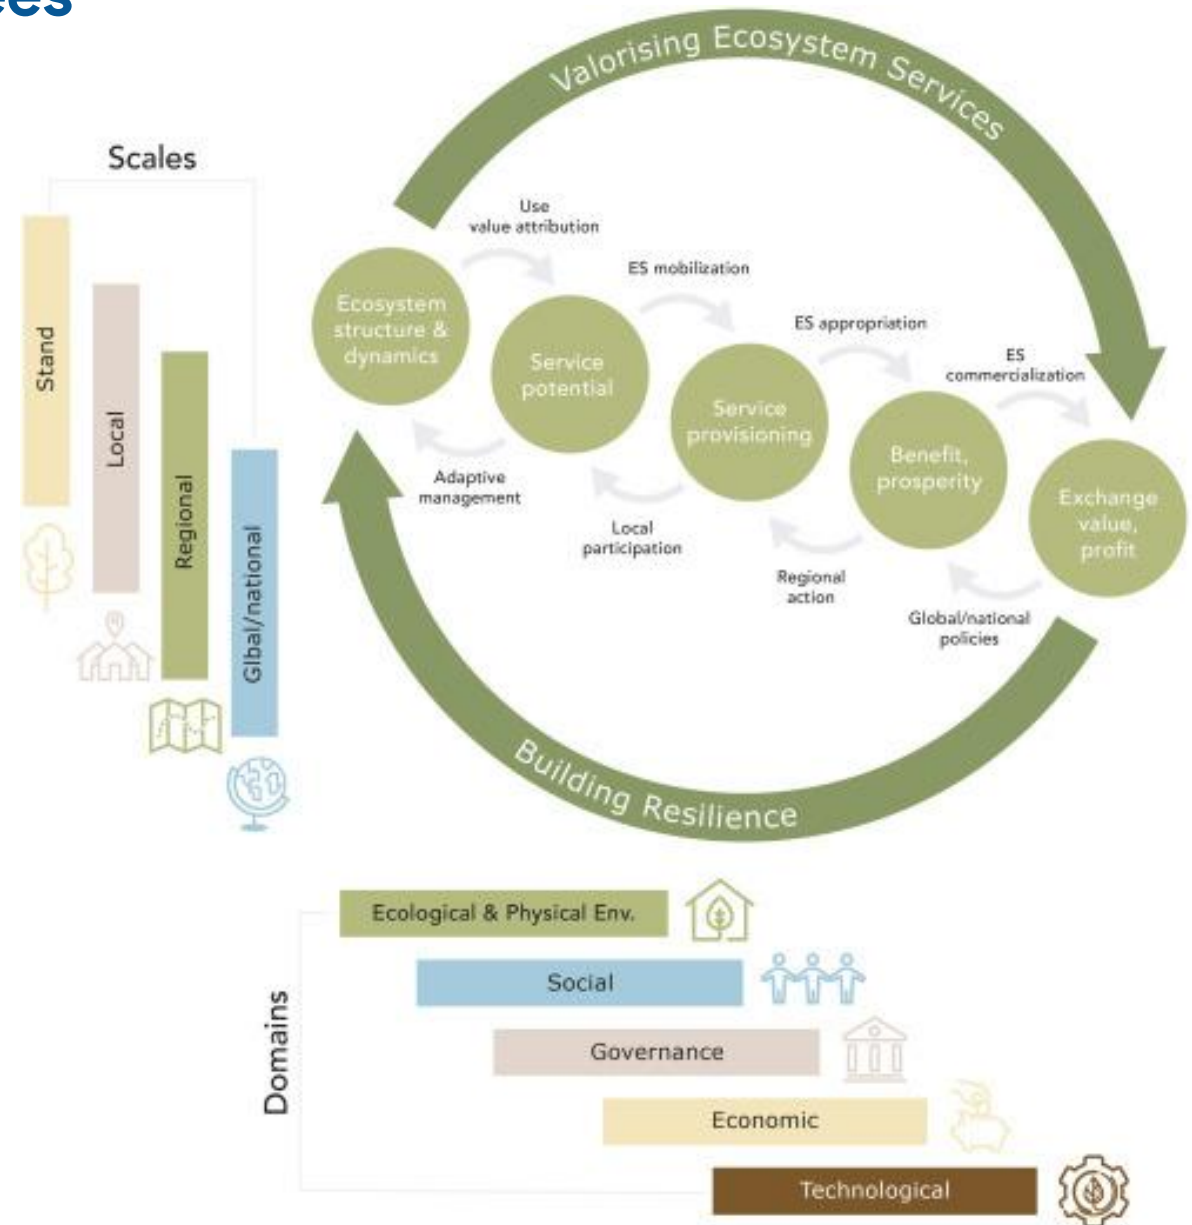 Valorising Ecosystem Services
Scales
Stand
Local
Regional
Glbal/national
Use
value attribution
ES mobilization
ES appropriation
ES
commercialization
Ecosystem
structure &
dynamics
Service
potential
Service
provisioning
Benefit,
prosperity
Exchange
value,
profit
Adaptive
management
Local
participation
Regional
action
Global/national
policies
Building Resilience
Domains
Ecological & Physical Env.
Social
Governance
Economic
Technological